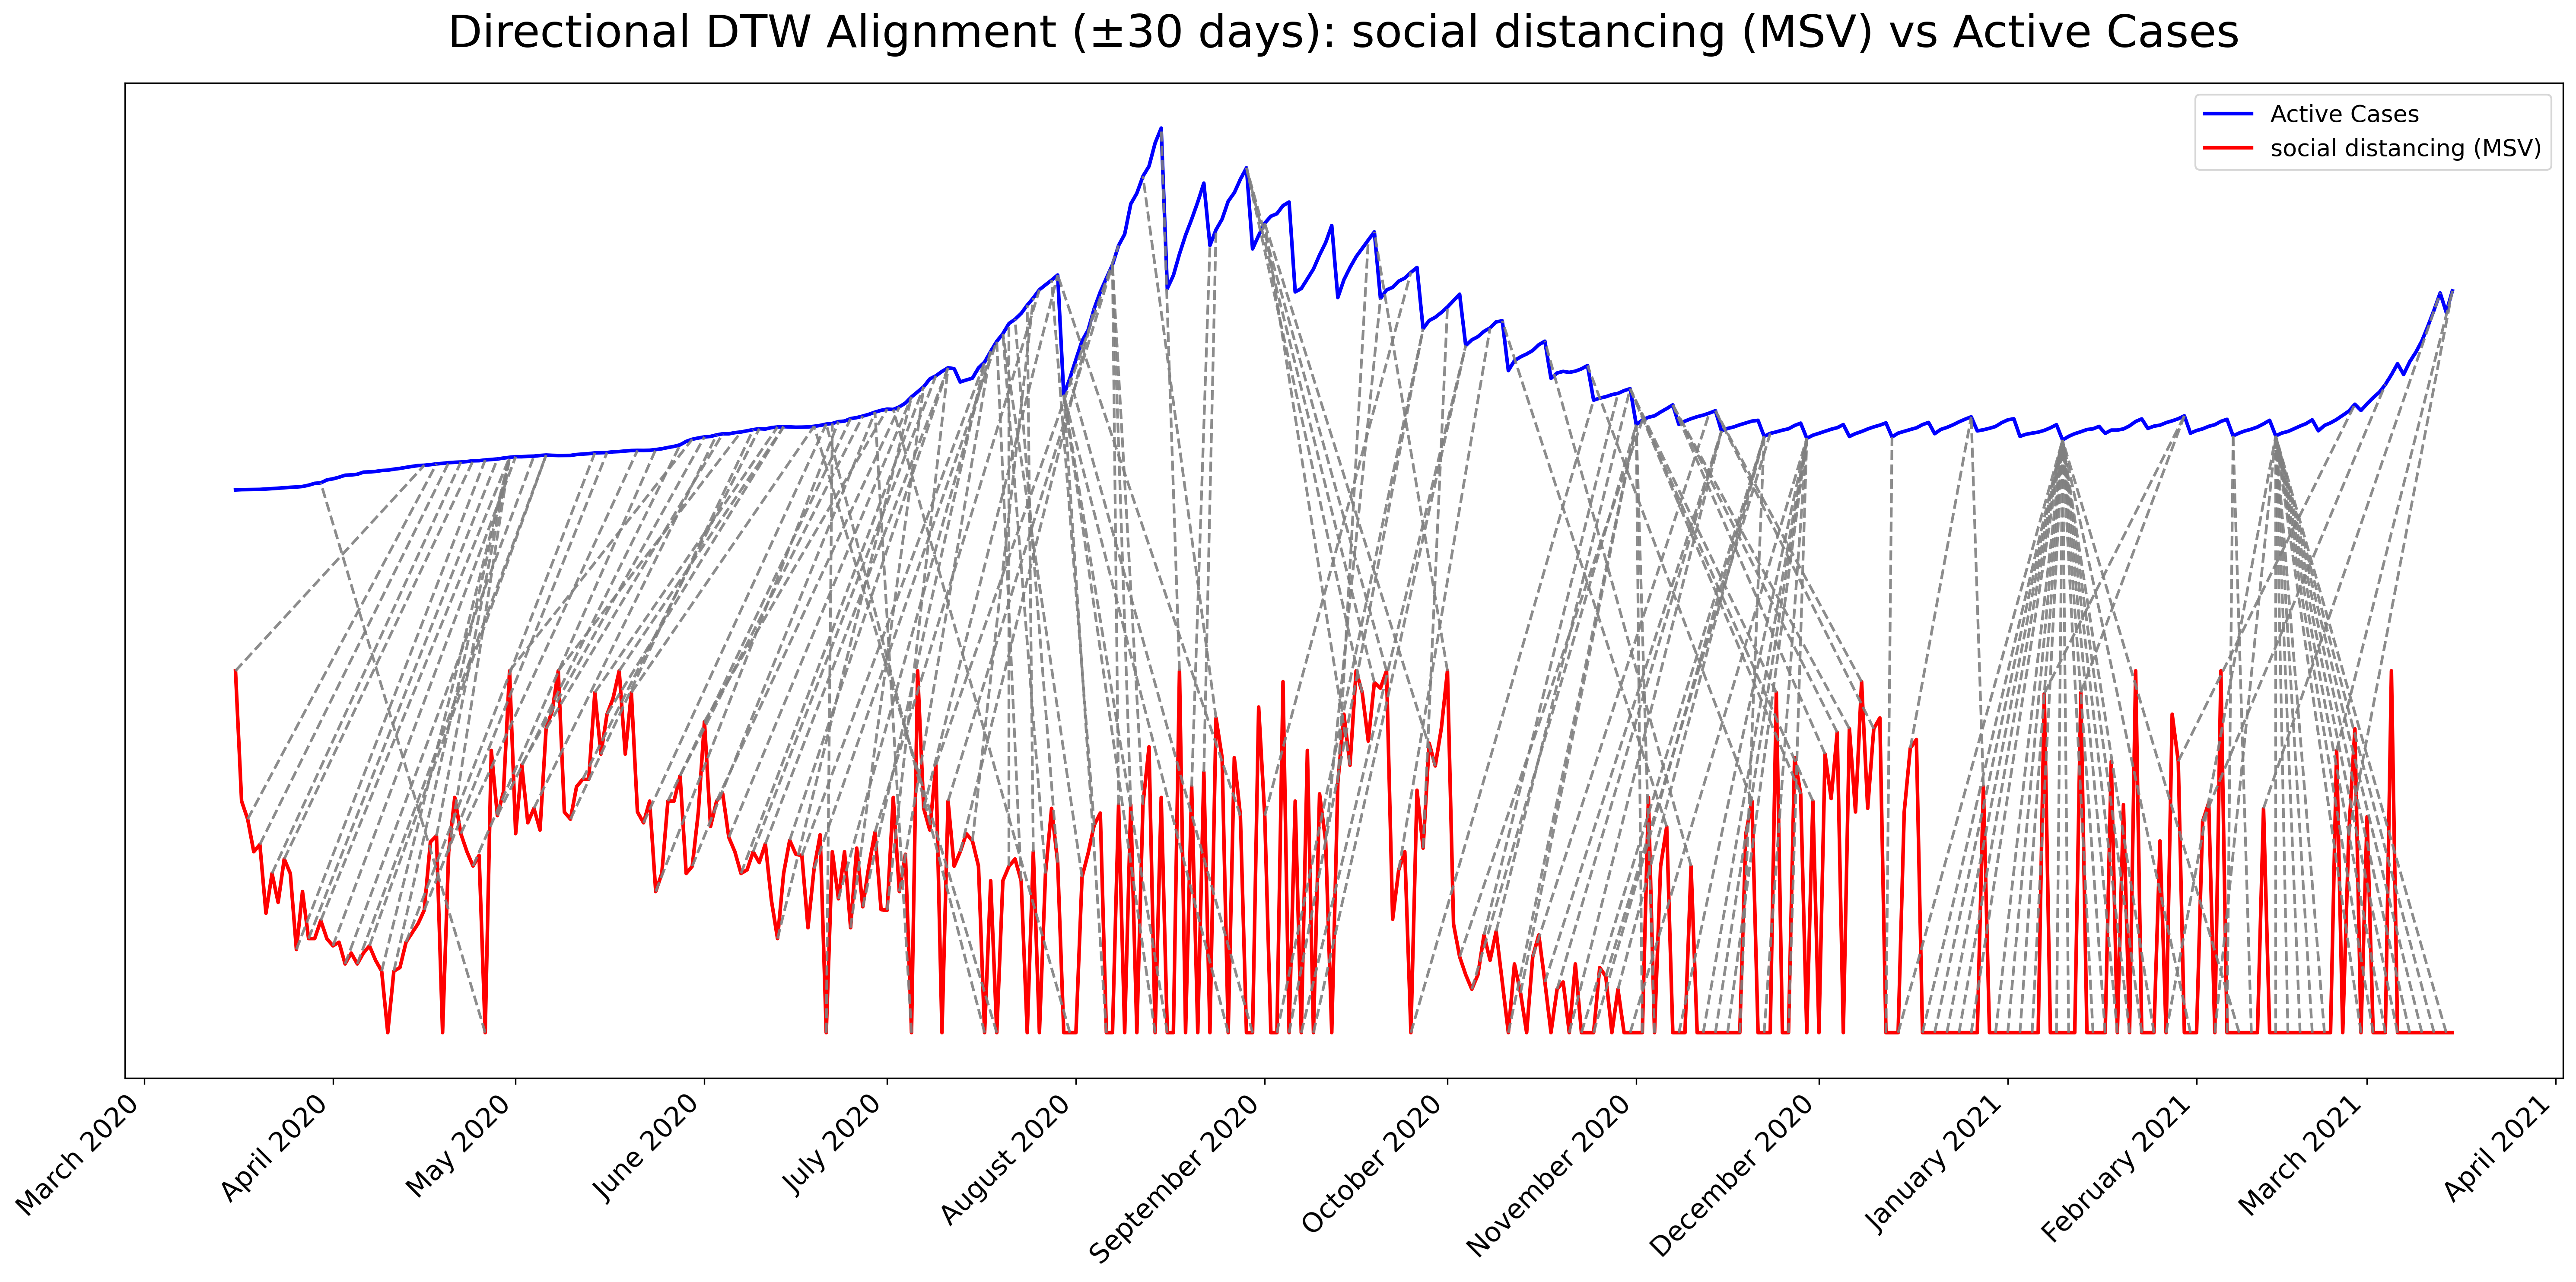 Directional DTW Alignment (±30 days): social distancing (MSV) vs Active Cases
Active Cases
social distancing (MSV)
March 2020
April 2020
May 2020
June 2020
July 2020
August 2020
September 2020
October 2020
November 2020
December 2020
January 2021
February 2021
March 2021
April 2021